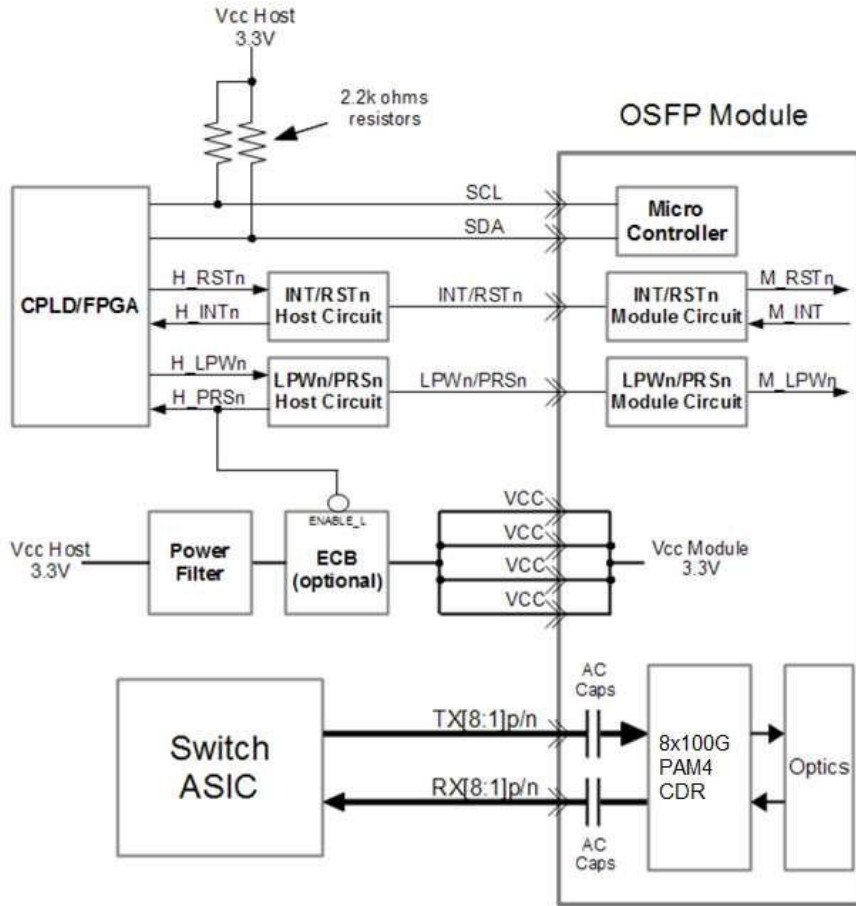 Vcc Host
3.3V
2.2k ohms
resistors
OSFP Module
SCL
SDA
Micro
Controller
CPLD/FPGA
H_RSTn
H_INTn
INT/RSTn
Host Circuit
INT/RSTn
INT/RSTn
Module Circuit
M_RSTn
M_INT
H_LPWn
H_PRSn
LPWn/PRSn
Host Circuit
LPWn/PRSn
LPWn/PRSn
Module Circuit
M_LPWn
Vcc Host
3.3V
Power
Filter
ENABLE_L
ECB
(optional)
VCC
VCC
VCC
VCC
Vcc Module
3.3V
Switch
ASIC
TX[8:1]p/n
RX[8:1]p/n
AC
Caps
AC
Caps
8x100G
PAM4
CDR
Optics